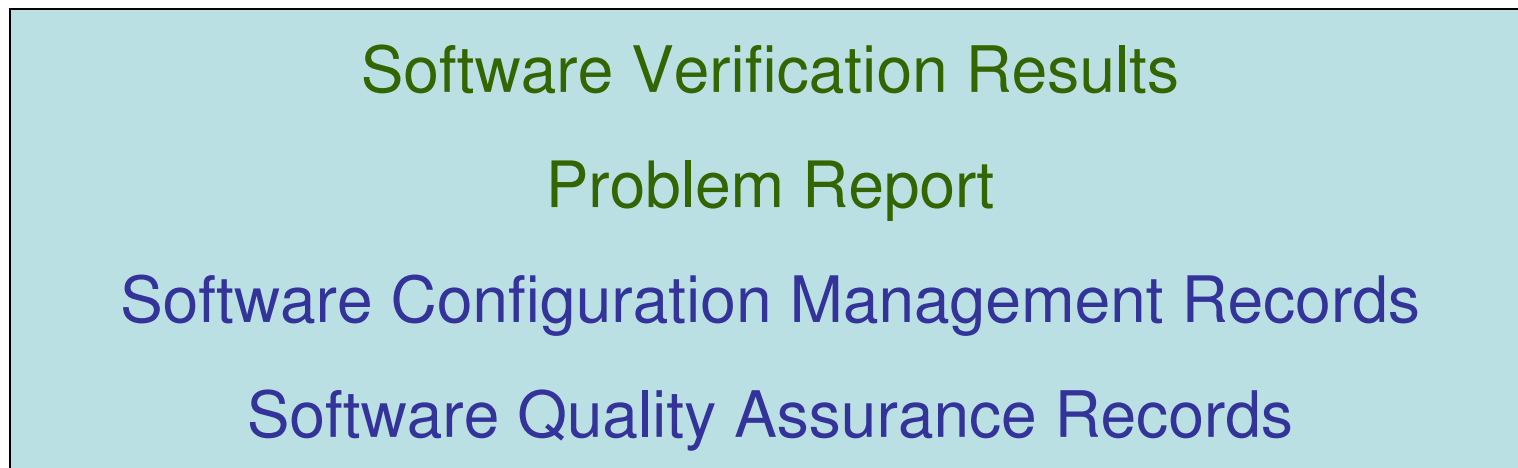 Software Verification Results
Problem Report
Software Configuration Management Records
Software Quality Assurance Records